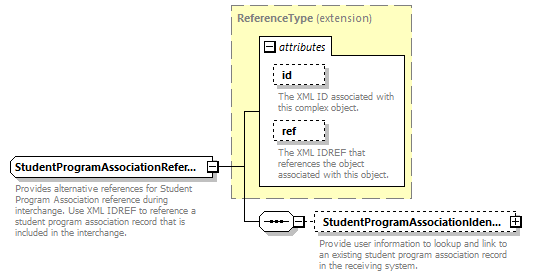 ReferenceType (extension)
attributes
id
The XML ID associated with
this complex object.
ref
The XML IDREF that
references the object
associated with this object.
StudentProgramAssociationRefer...
Provides alternative references for Student
Program Association reference during
interchange. Use XML IDREF to reference a
student program association record that is
included in the interchange.
StudentProgramAssociationIden...
Provide user information to lookup and link to
an existing student program association record
in the receiving system.